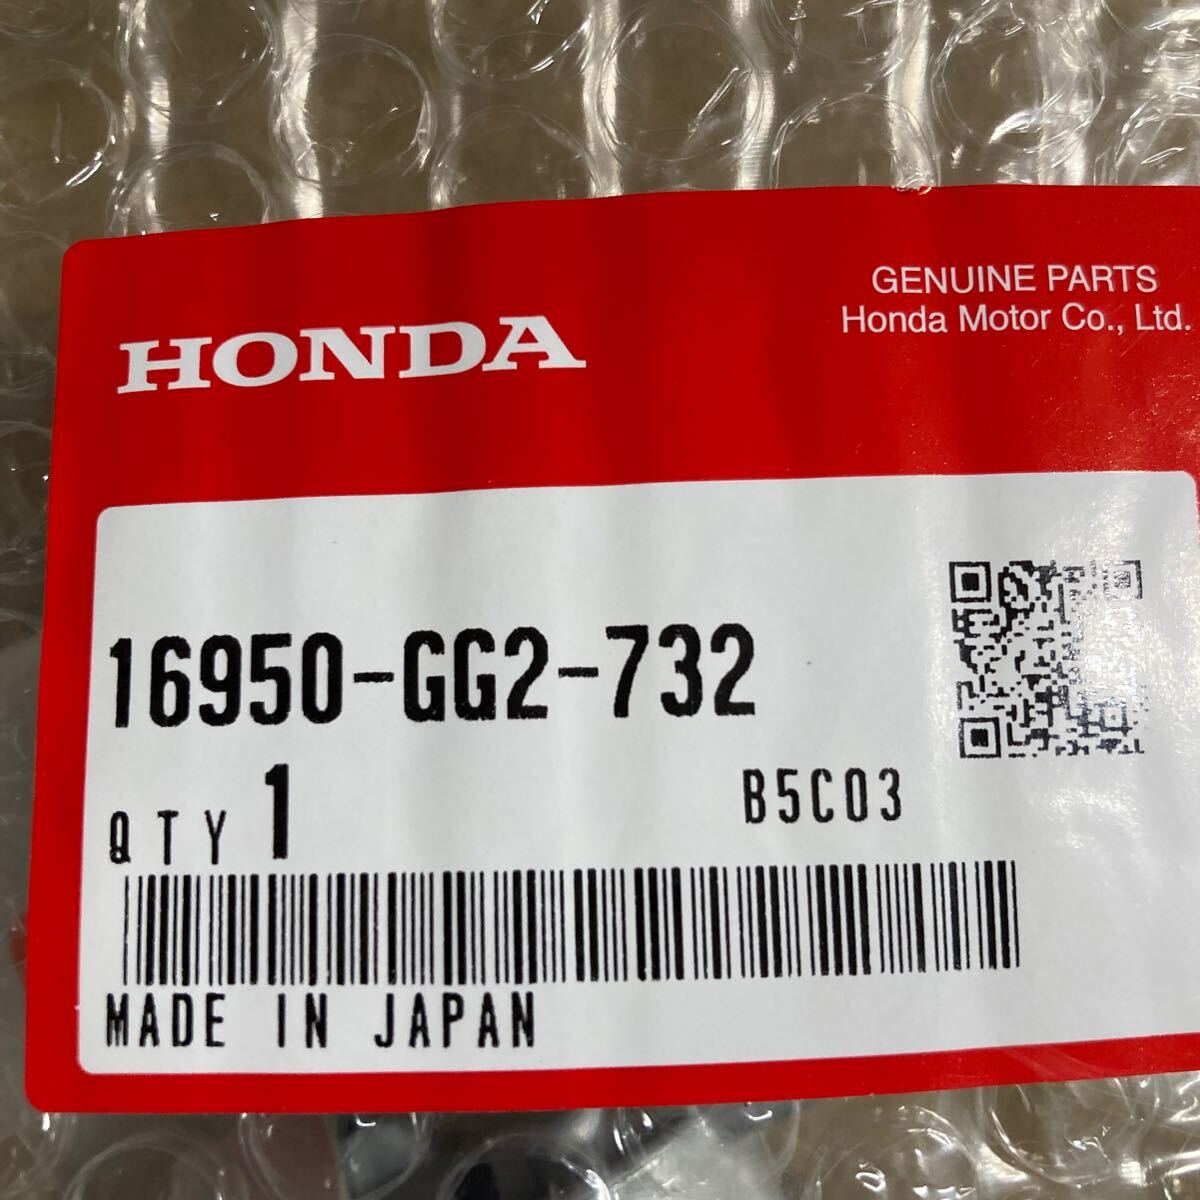 HONDA
GENUINE PARTS
Honda Motor Co., Ltd.
16950-GG2-732
QTY 1
B5C03
MADE IN JAPAN